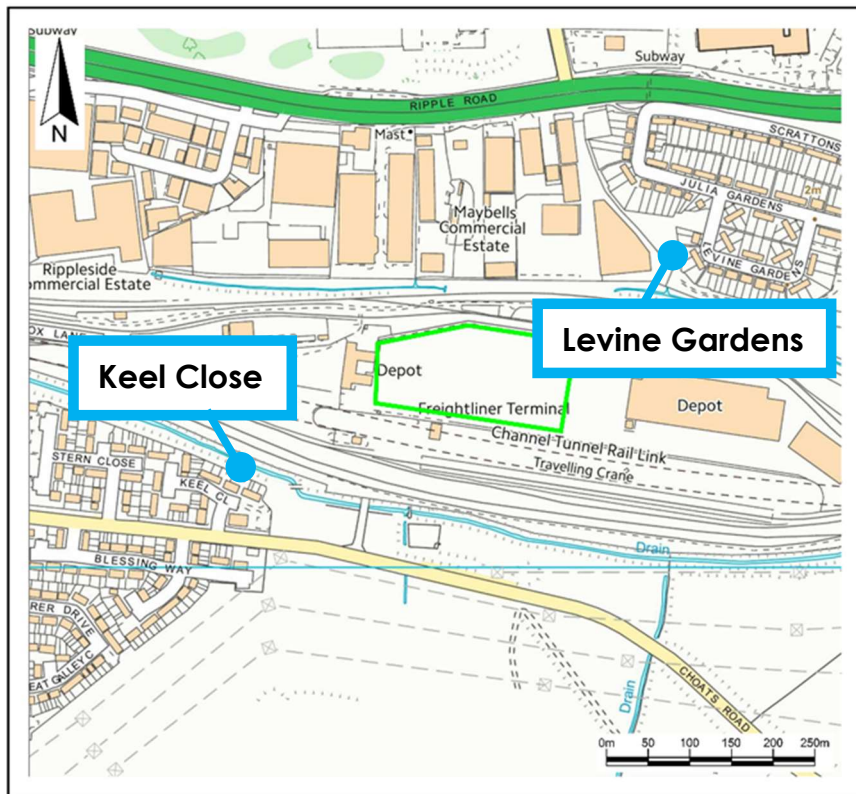 Subway
Subway
N
RIPPLE ROAD
Mast
SCRATTONS
JULIA GARDENS
2m
Maybells
Commercial
Estate
LEVINE GARDENS
Rippleside
ommercial Estate
OX LANE
Levine Gardens
Keel Close
Depot
Freightliner Terminal
Depot
Channel Tunnel Rail Link
Travelling Crane
STERN CLOSE
KEEL CL
BLESSING WAY
Drain
RER DRIVE
EAT GALLEY C
CHOATS ROAD
Drain
0m 50 100 150 200 250m